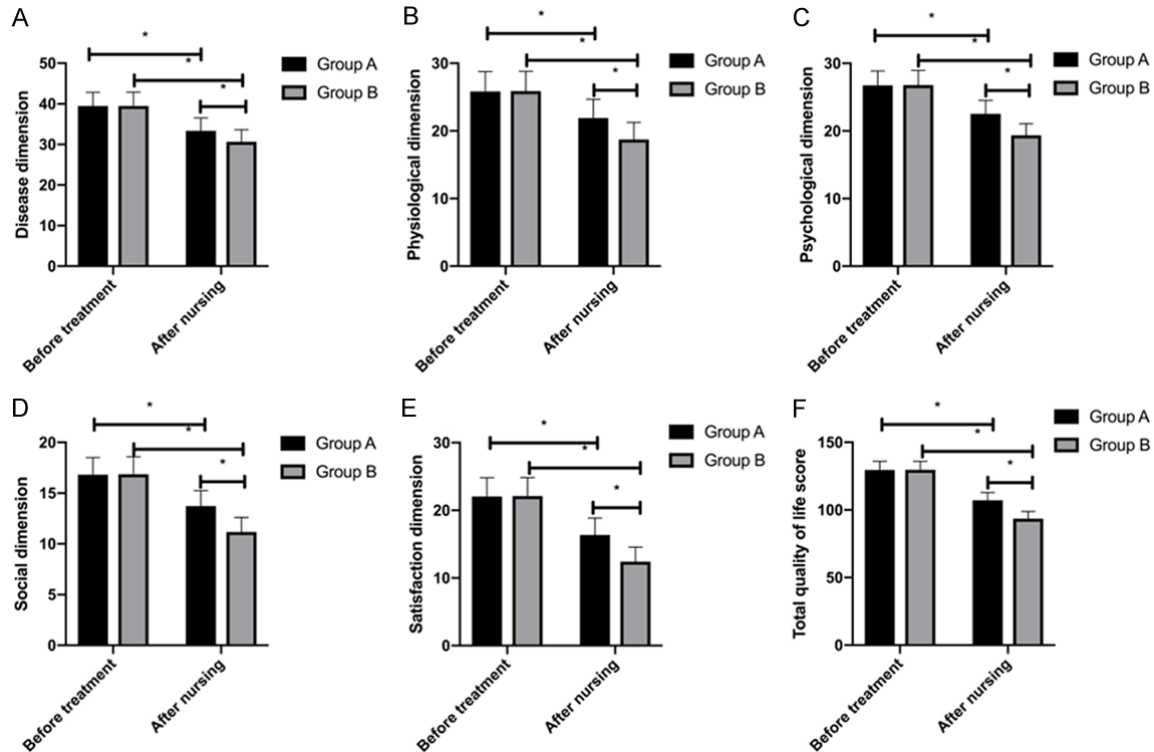 A
*
*
*
50
40
30
20
10
0
Disease dimension
Before treatment
After nursing
Group A
Group B
B
*
*
*
30
20
10
0
Physiological dimension
Before treatment
After nursing
Group A
Group B
C
*
*
*
30
20
10
0
Psychological dimension
Before treatment
After nursing
Group A
Group B
D
*
*
*
20
15
10
5
0
Social dimension
Before treatment
After nursing
Group A
Group B
E
*
*
*
30
20
10
0
Satisfaction dimension
Before treatment
After nursing
Group A
Group B
F
*
*
*
150
100
50
0
Total quality of life score
Before treatment
After nursing
Group A
Group B